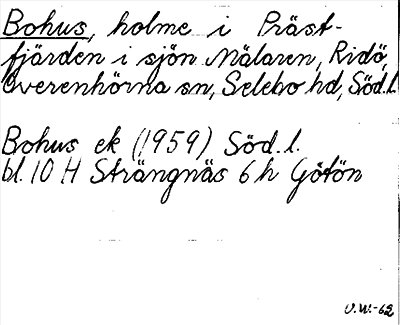 Bohus, holme i Präst-
fjärden i sjön Mälaren, Ridö,
Överenhörna sn, Selebo hd, Söd.l.
Bohus ek (1959) Söd. l.
bl. 10 H Strängnäs 6 h Götön
U.W.-62